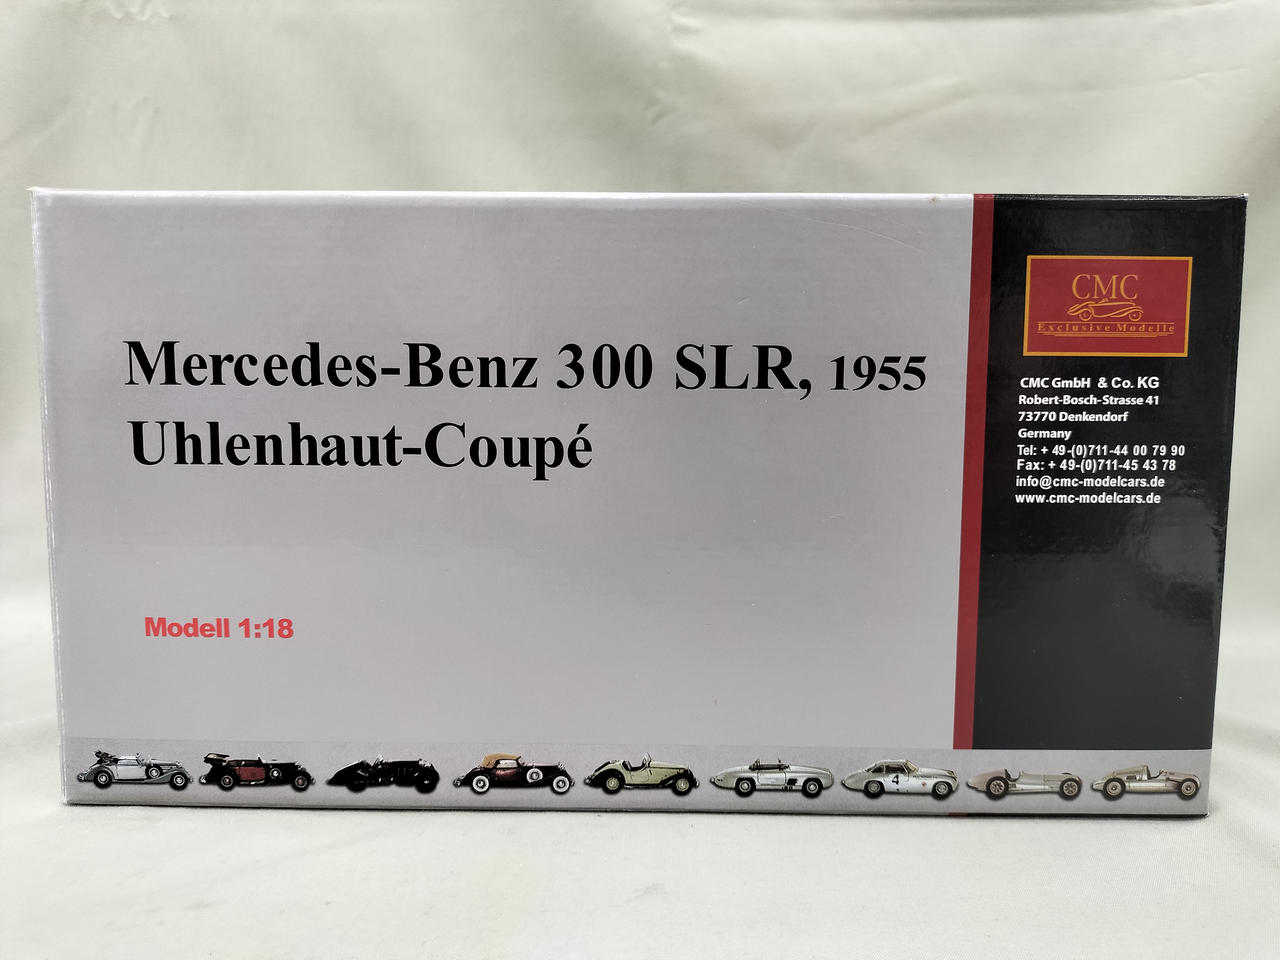 Mercedes-Benz 300 SLR, 1955
Uhlenhaut-Coupé
Modell 1:18
CMC
Exclusive Modelle
CMC GmbH & Co. KG
Robert-Bosch-Strasse 41
73770 Denkendorf
Germany
Tel: + 49-(0)711-44 00 79 90
Fax: + 49-(0)711-45 43 78
info@cmc-modelcars.de
www.cmc-modelcars.de
4